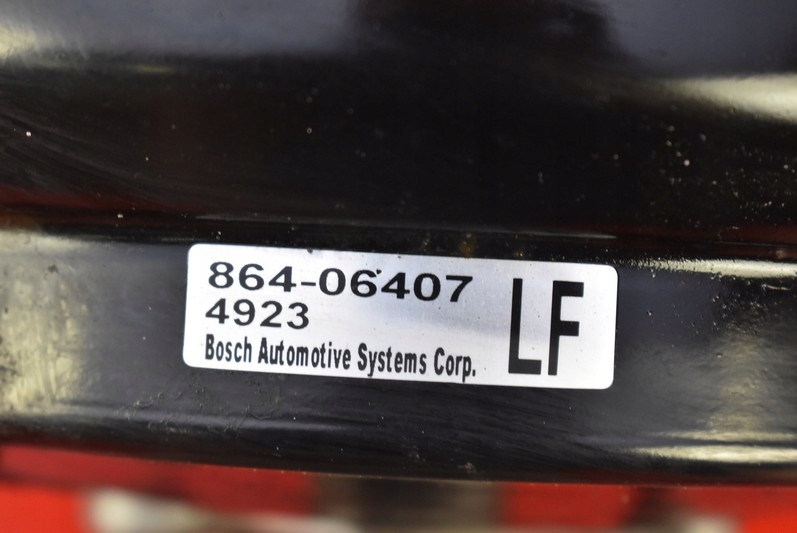 864-06407
4923
Bosch Automotive Systems Corp.
LF